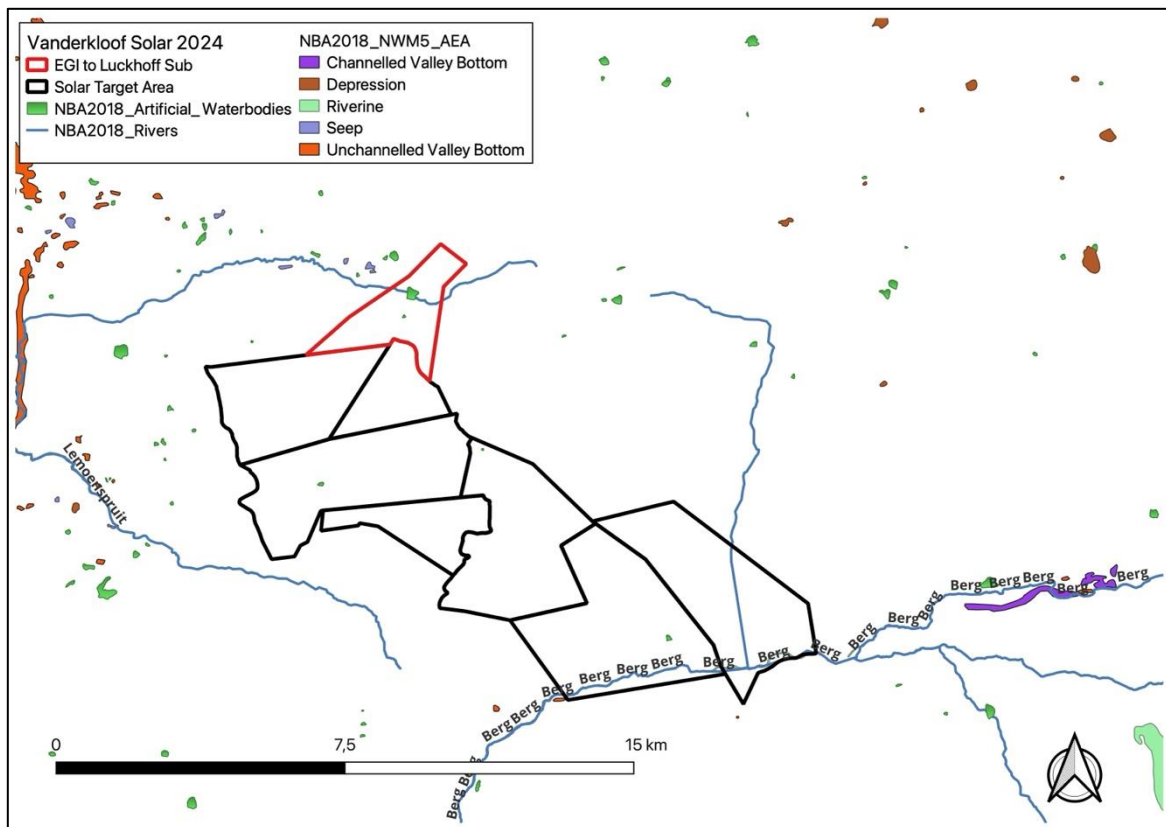 Vanderkloof Solar 2024
EGI to Luckhoff Sub
Solar Target Area
NBA2018_Artificial_Waterbodies
NBA2018_Rivers
NBA2018_NWM5_AEA
Channelled Valley Bottom
Depression
Riverine
Seep
Unchannelled Valley Bottom
Lemoenspruit
Berg Berg Berg Berg
Berg
Berg
Berg
Berg
Berg
Berg
Berg
Berg Berg Berg
Berg
Berg
Berg
Berg
Berg
0 7,5 15 km